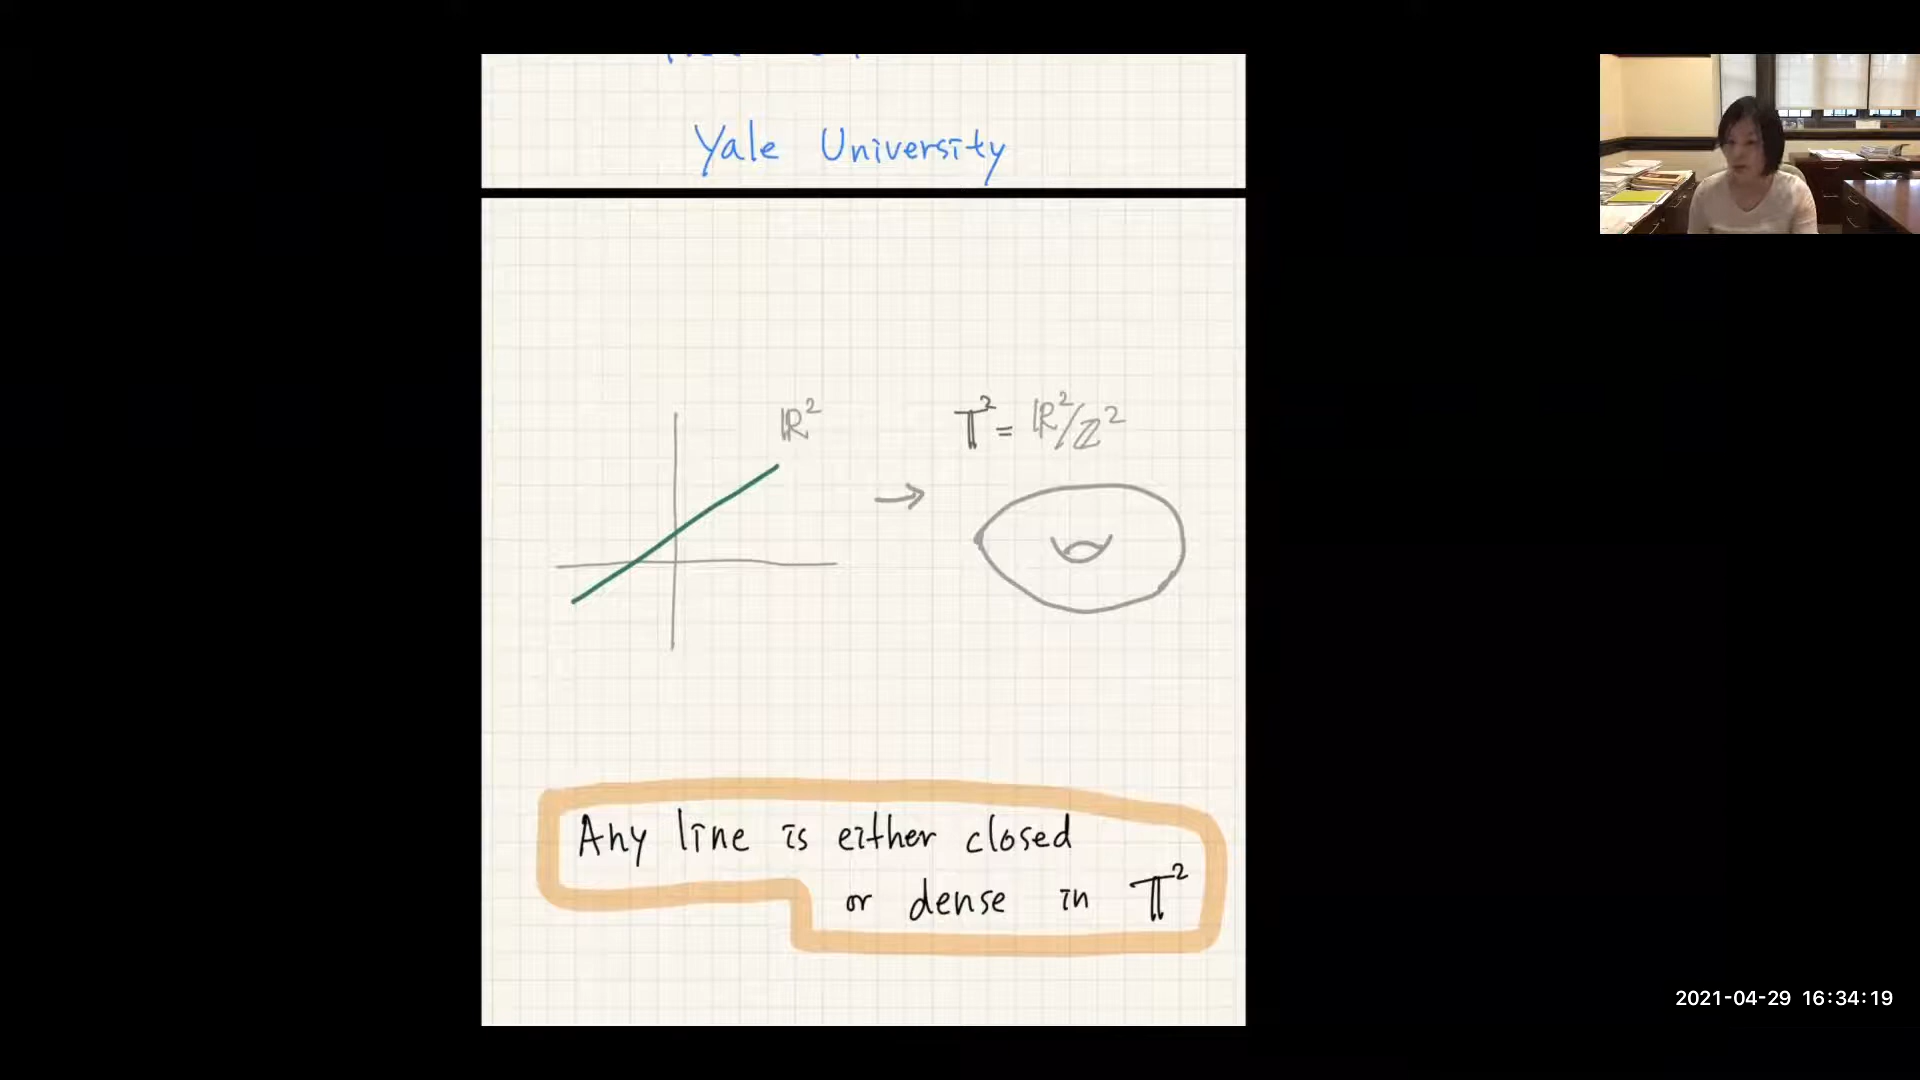 Yale University
ℝ²
𝕋² = ℝ²/ℤ²
Any line is either closed
or dense in 𝕋²
2021-04-29 16:34:19